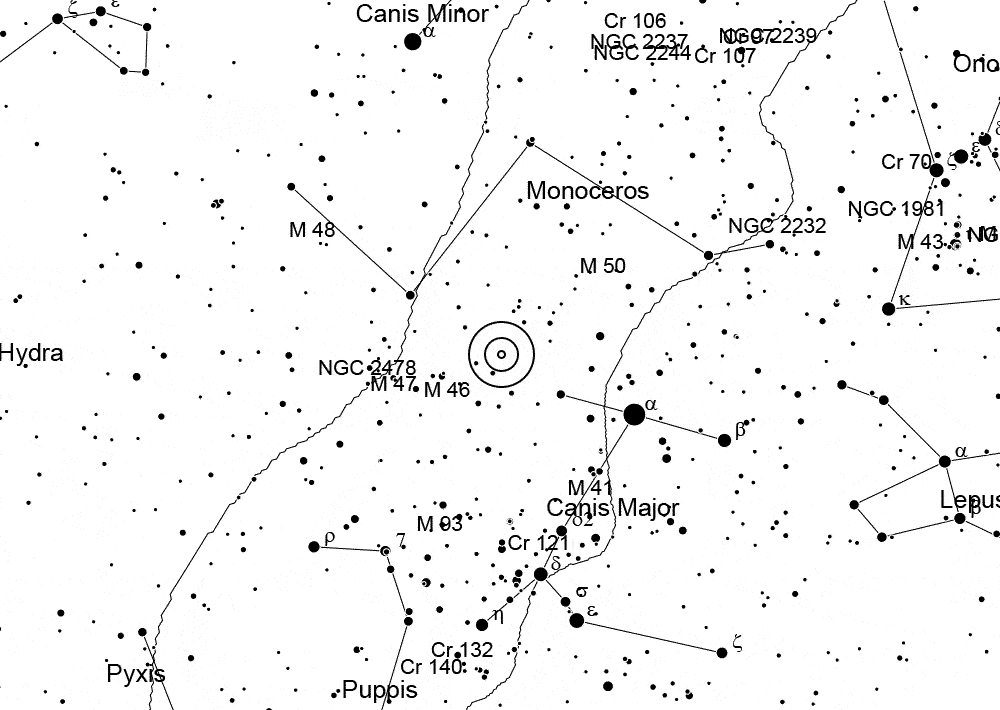 ζ
ε
Canis Minor
α
Cr 106
NGC 2237
NGC 2239
NGC 2244
Cr 107
Cr 70
ζ
ε
Monoceros
NGC 1981
M 48
NGC 2232
M 43
M 50
κ
Hydra
NGC 2478
M 47
M 46
α
β
α
M 41
Canis Major
Lepus
β
M 93
δ2
Cr 121
ρ
δ
σ
η
ε
ζ
Cr 132
Cr 140
Pyxis
Puppis